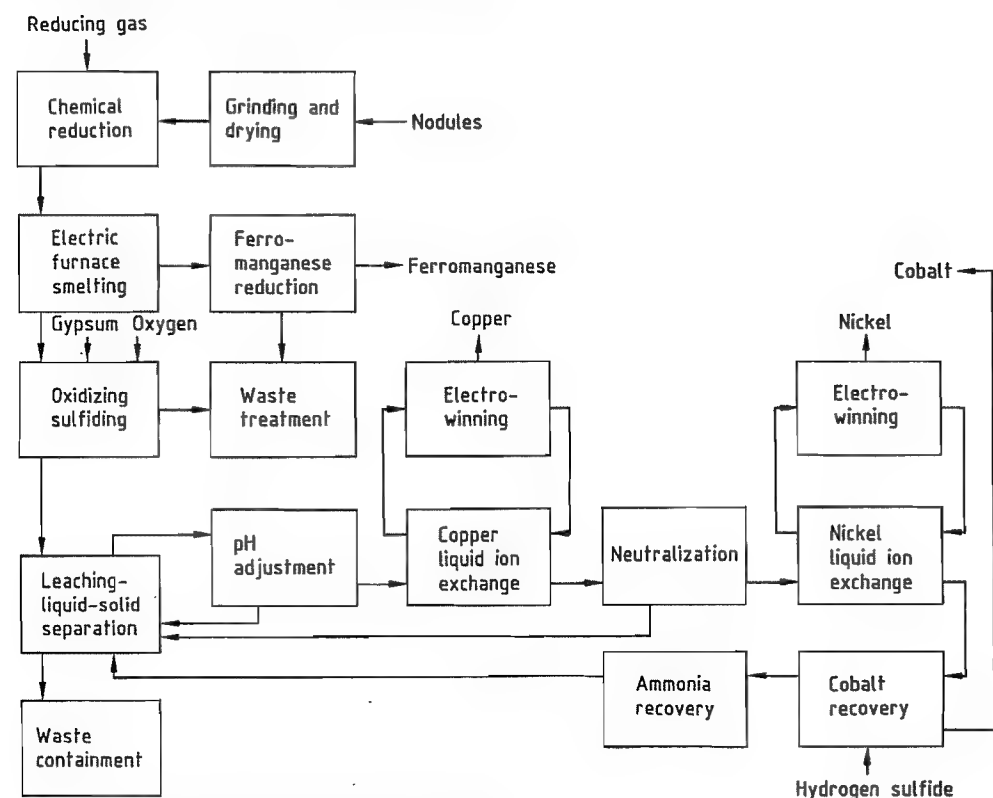 Reducing gas
Chemical
reduction
Grinding and
drying
Nodules
Electric
furnace
smelting
Ferro-
manganese
reduction
Ferromanganese
Cobalt
Gypsum Oxygen
Copper
Nickel
Oxidizing
sulfiding
Waste
treatment
Electro-
winning
Electro-
winning
pH
adjustment
Copper
liquid ion
exchange
Neutralization
Nickel
liquid ion
exchange
Leaching-
liquid-solid
separation
Ammonia
recovery
Cobalt
recovery
Waste
containment
Hydrogen sulfide